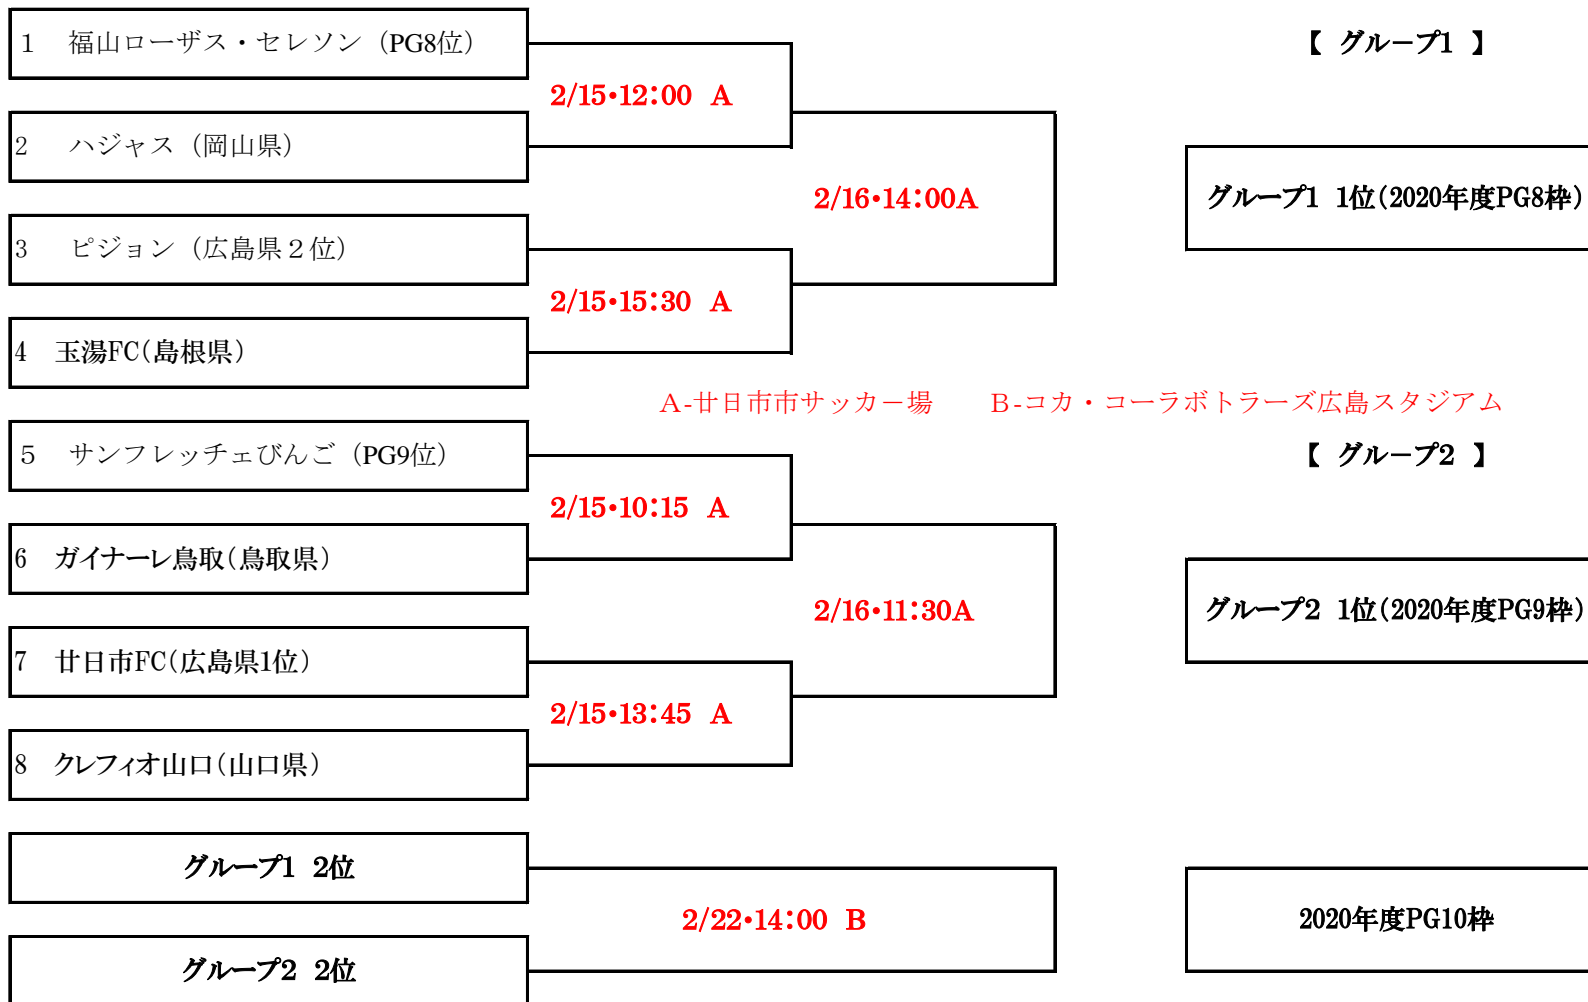 1　福山ローザス・セレソン（PG8位）
【 グループ1 】
2/15・12：00 A
2　ハジャス（岡山県）
2/16・14：00A
グループ1 1位（2020年度PG8枠）
3　ピジョン（広島県２位）
2/15・15：30 A
4　玉湯FC（島根県）
A-廿日市市サッカー場　　B-コカ・コーラボトラーズ広島スタジアム
5　サンフレッチェびんご（PG9位）
【 グループ2 】
2/15・10：15 A
6　ガイナーレ鳥取（鳥取県）
2/16・11：30A
グループ2 1位（2020年度PG9枠）
7　廿日市FC（広島県1位）
2/15・13：45 A
8　クレフィオ山口（山口県）
グループ1 2位
2/22・14：00 B
2020年度PG10枠
グループ2 2位